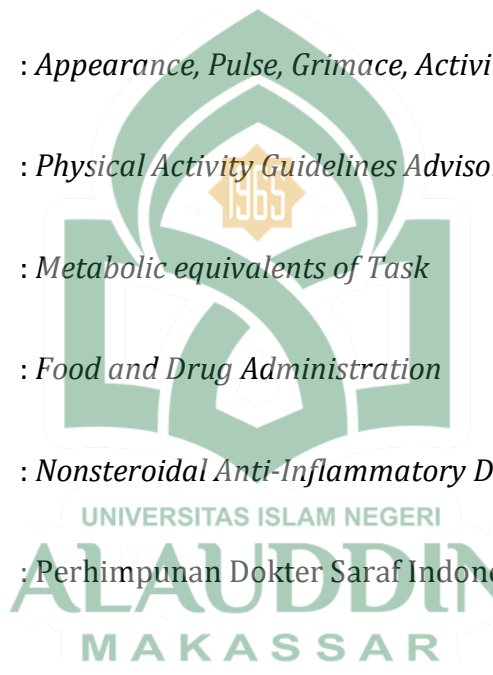 : Appearance, Pulse, Grimace, Activi
: Physical Activity Guidelines Adviso
1965
: Metabolic equivalents of Task
: Food and Drug Administration
: Nonsteroidal Anti-Inflammatory D
UNIVERSITAS ISLAM NEGERI
: Perhimpunan Dokter Saraf Indone
ALAUDDIN
MAKASSAR